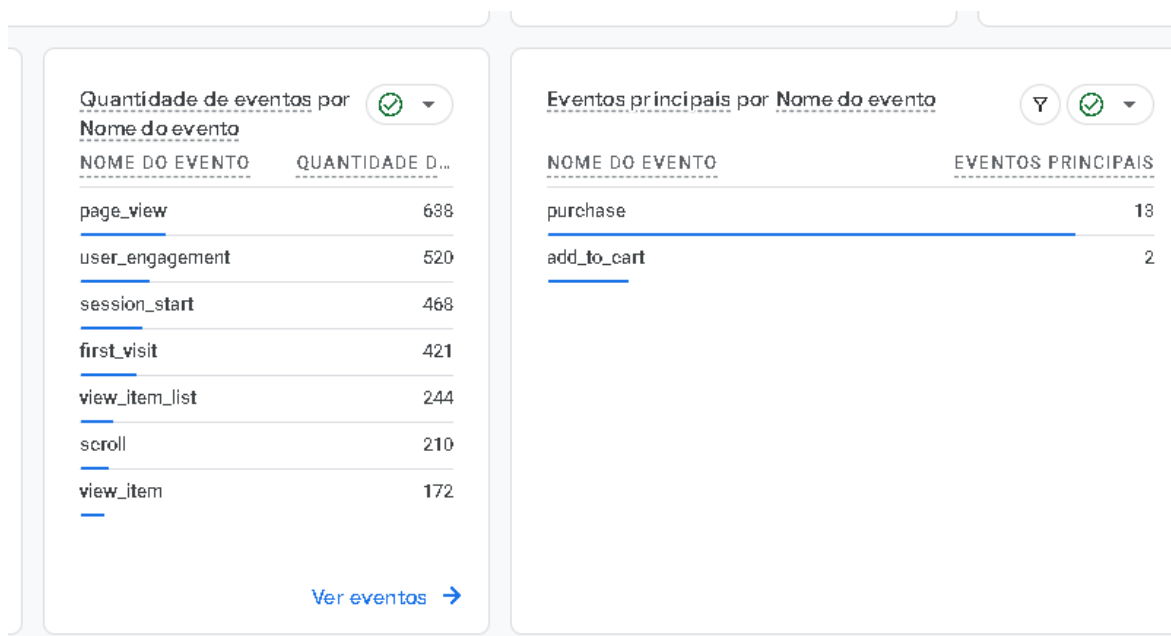 Quantidade de eventos por
Nome do evento
NOME DO EVENTO QUANTIDADE D...
page_view 638
user_engagement 520
session_start 468
first_visit 421
view_item_list 244
scroll 210
view_item 172
Ver eventos
Eventos principais por Nome do evento
NOME DO EVENTO EVENTOS PRINCIPAIS
purchase 13
add_to_cart 2